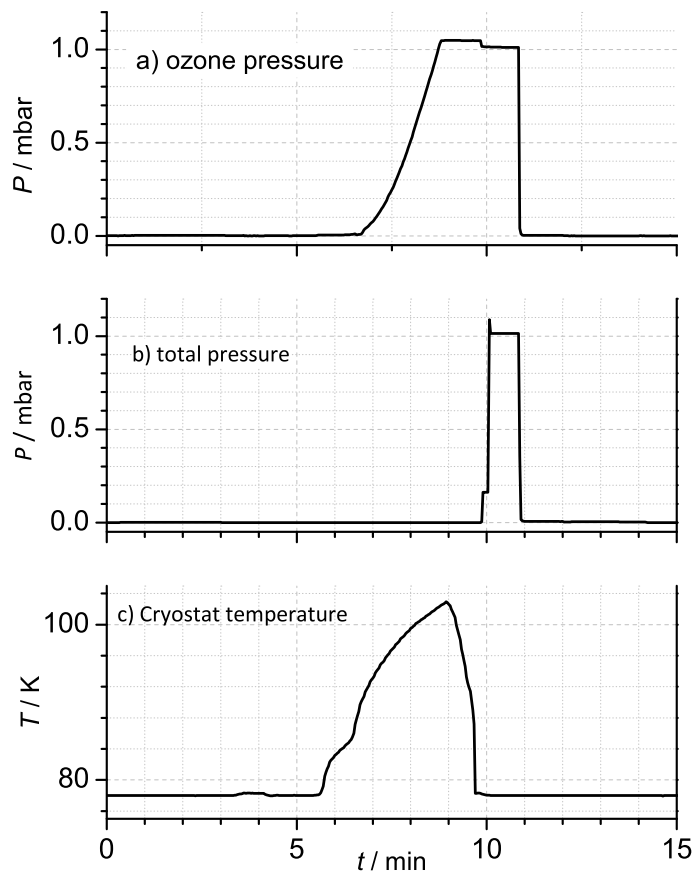 a) ozone pressure
1.0
0.5
0.0
P / mbar
b) total pressure
1.0
0.5
0.0
P / mbar
c) Cryostat temperature
100
80
T / K
0 5 10 15
t / min